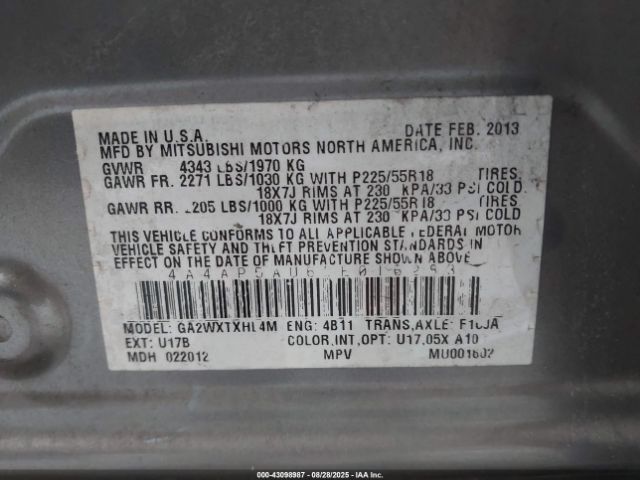 MADE IN U.S.A. DATE FEB. 2013
MFD BY MITSUBISHI MOTORS NORTH AMERICA, INC.
GVWR 4343 LBS/1970 KG
GAWR FR. 2271 LBS/1030 KG WITH P225/55R18 TIRES.
18X7J RIMS AT 230 KPA/33 PSI COLD.
GAWR RR. 205 LBS/1000 KG WITH P225/55R18 TIRES.
18X7J RIMS AT 230 KPA/33 PSI COLD
THIS VEHICLE CONFORMS TO ALL APPLICABLE FEDERAL MOTOR
VEHICLE SAFETY AND THEFT PREVENTION STANDARDS IN
EFFECT ON THE DATE OF MANUFACTURE SHOWN ABOVE.
MODEL: GA2WXTXHL4M ENG: 4B11 TRANS,AXLE:
EXT: U17B COLOR,INT,OPT: U17,05X A10
MDH 022012 MPV
IAA: 400-43098987 - 08/28/2025 - IAA Inc.